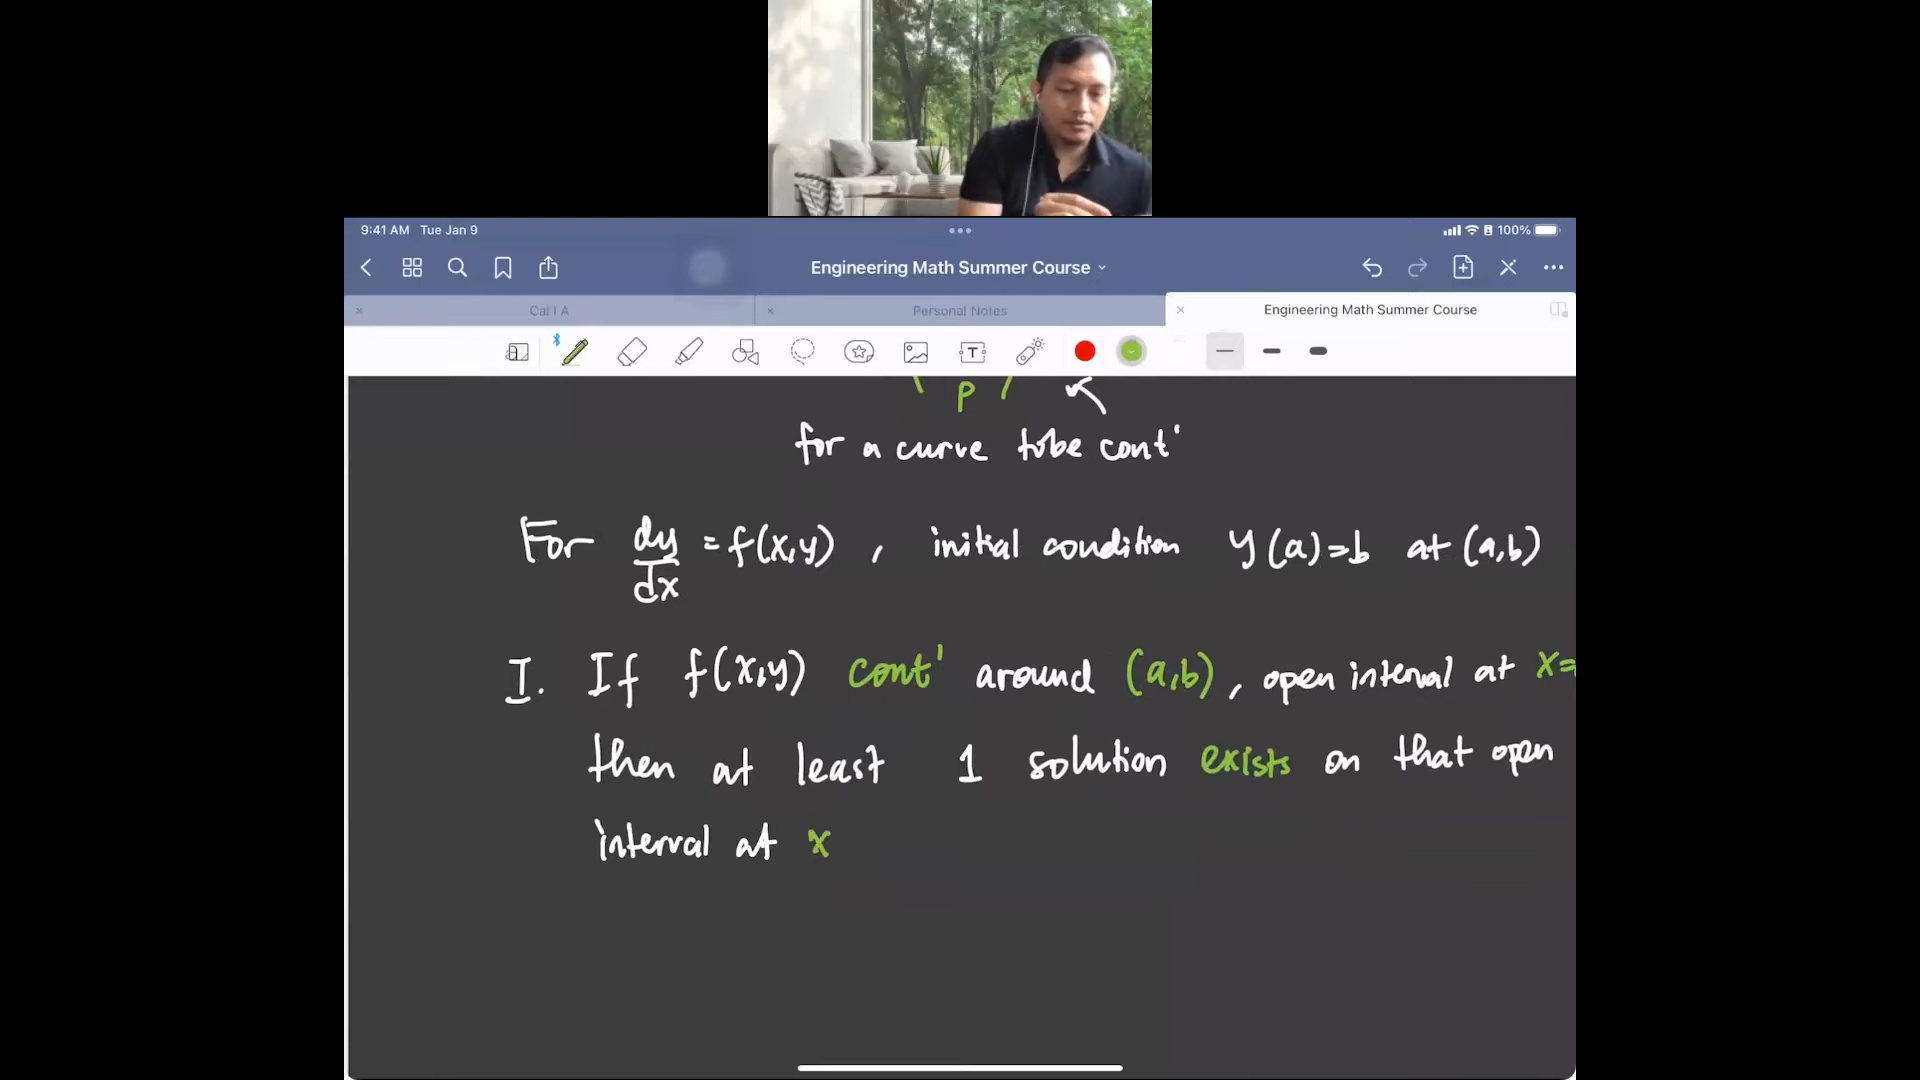 9:41 AM Tue Jan 9
100%
Engineering Math Summer Course
Cal I A
Personal Notes
Engineering Math Summer Course
T
P
for a curve tobe cont'
For dy/dx = f(x,y) , initial condition y(a)=b at (a,b)
I. If f(x,y) cont' around (a,b), open interval at x=
then at least 1 solution exists on that open
interval at x